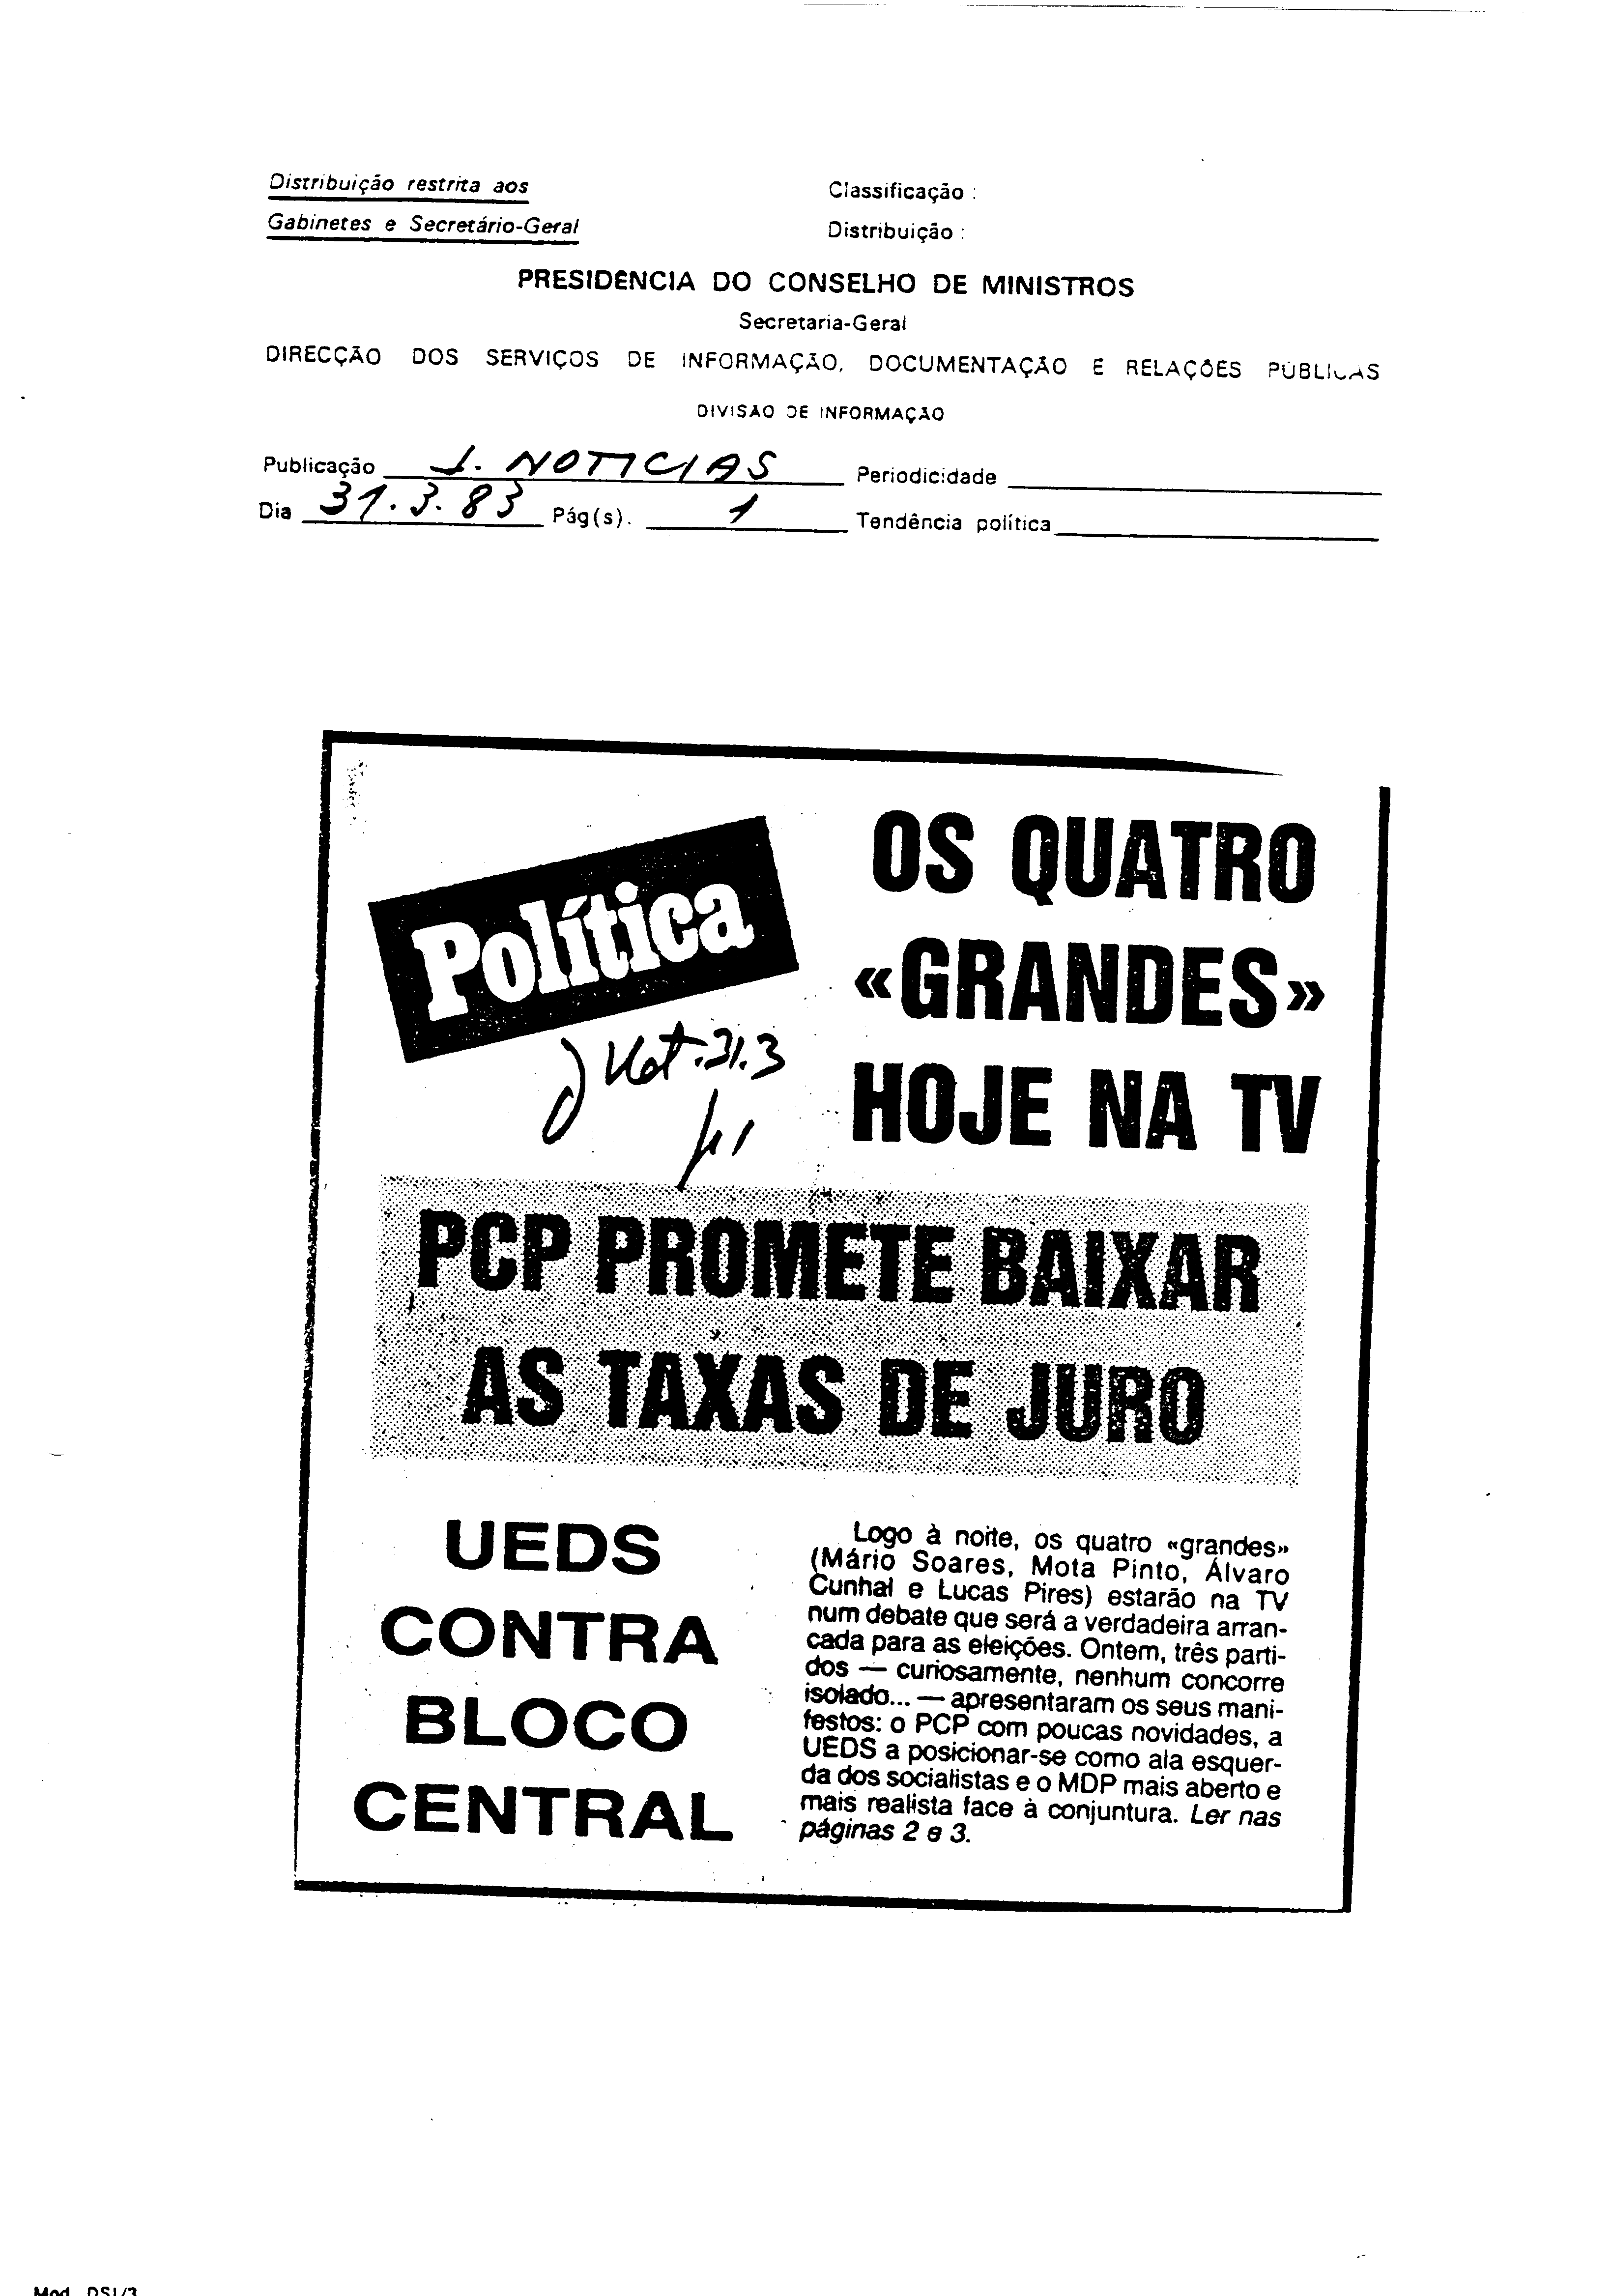 Distribuição restrita aos
Gabinetes e Secretário-Geral
Classificação :
Distribuição :
PRESIDÊNCIA DO CONSELHO DE MINISTROS
Secretaria-Geral
DIRECÇÃO DOS SERVIÇOS DE INFORMAÇÃO, DOCUMENTAÇÃO E RELAÇÕES PÚBLICAS
DIVISÃO DE INFORMAÇÃO
Publicação J. NOTICIAS Periodicidade
Dia 31.3.83 Pág(s). 1 Tendência política
Política
OS QUATRO
«GRANDES»
HOJE NA TV
J Not. 31.3
PCP PROMETE BAIXAR
AS TAXAS DE JURO
UEDS
CONTRA
BLOCO
CENTRAL
Logo à noite, os quatro «grandes»
(Mário Soares, Mota Pinto, Álvaro
Cunhal e Lucas Pires) estarão na TV
num debate que será a verdadeira arran-
cada para as eleições. Ontem, três parti-
dos — curiosamente, nenhum concorre
isolado... — apresentaram os seus mani-
festos: o PCP com poucas novidades, a
UEDS a posicionar-se como ala esquer-
da dos socialistas e o MDP mais aberto e
mais realista face à conjuntura. Ler nas
páginas 2 e 3.
Mod. DSI/3